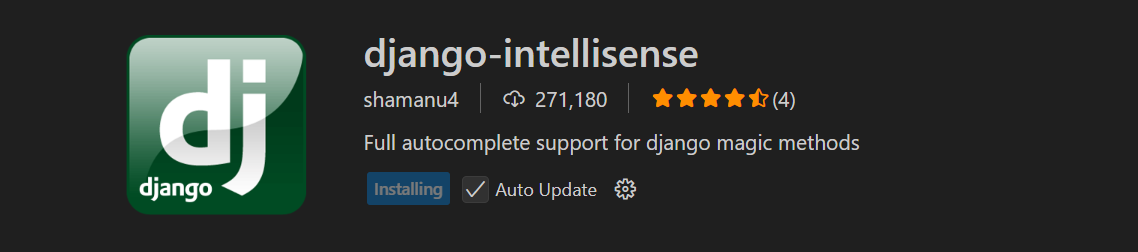 dj
django
django-intellisense
shamanu4 271,180 (4)
Full autocomplete support for django magic methods
Installing Auto Update